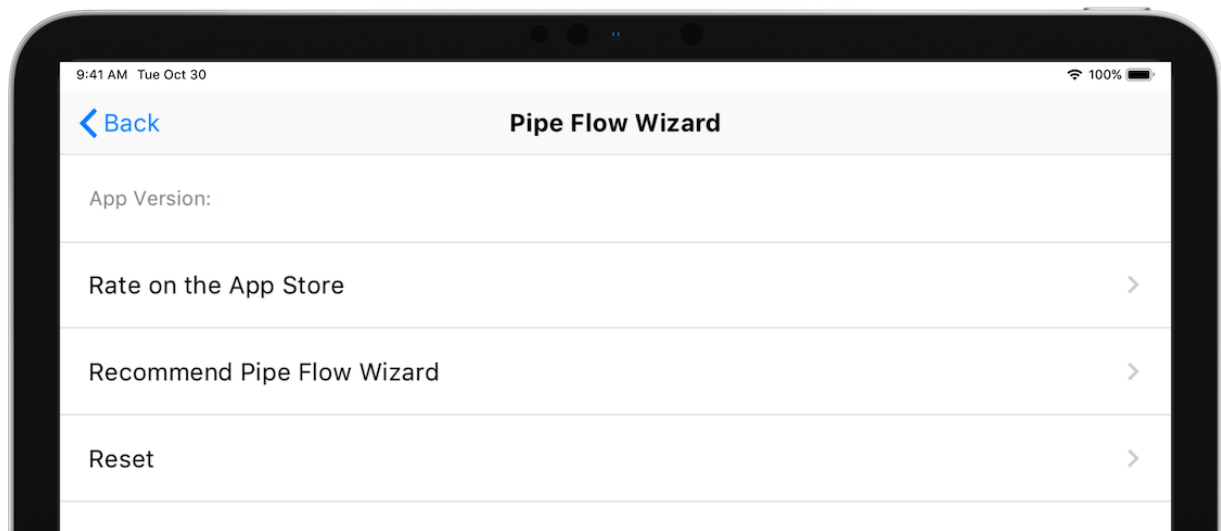 9:41 AM Tue Oct 30 100%
Back Pipe Flow Wizard
App Version:
Rate on the App Store
Recommend Pipe Flow Wizard
Reset